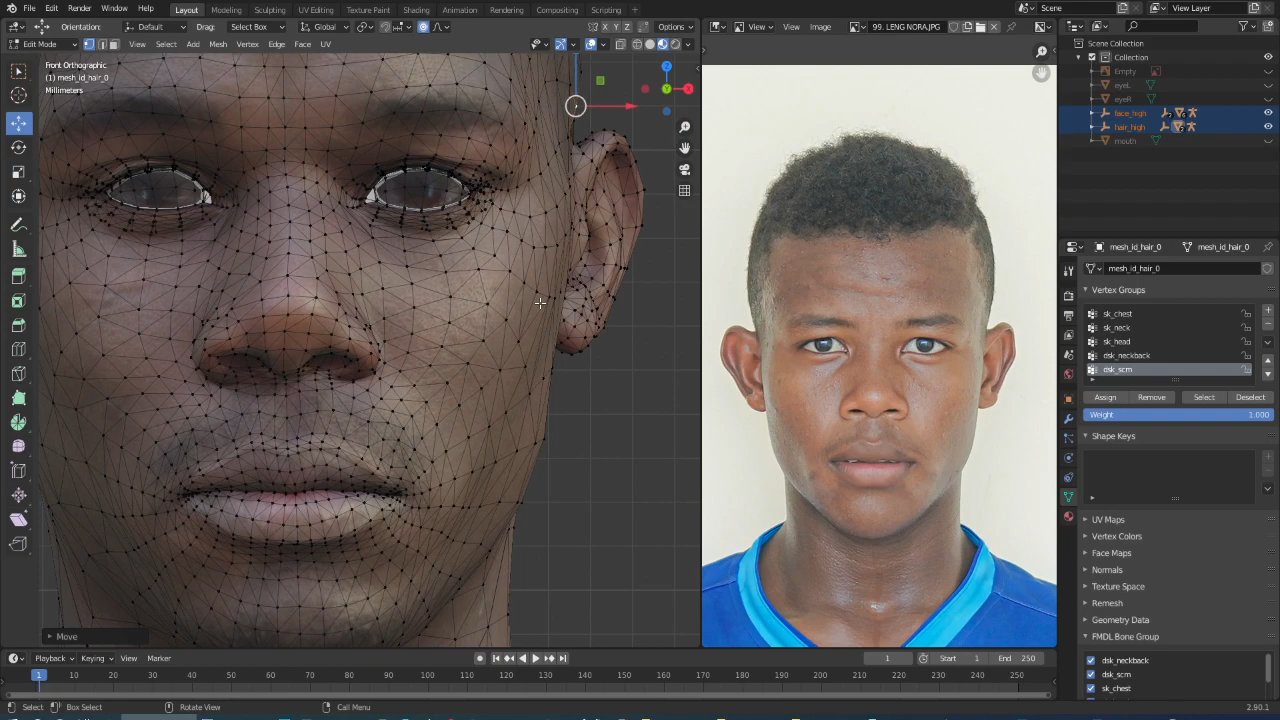 File Edit Render Window Help Layout Modeling Sculpting UV Editing Texture Paint Shading Animation Rendering Compositing Scripting + Scene View Layer
Orientation: Default Drag: Select Box Global X Y Z Options View View Image 99. LENG NORA.JPG
Edit Mode View Select Add Mesh Vertex Edge Face UV
Front Orthographic
(1) mesh_id_hair_0
Millimeters
Z
Y
X
Move
Scene Collection
Collection
Empty
eyeL
eyeR
face_high
hair_high
mouth
mesh_id_hair_0 mesh_id_hair_0
mesh_id_hair_0
Vertex Groups
sk_chest
sk_neck
sk_head
dsk_neckback
dsk_scm
Assign Remove Select Deselect
Weight 1.000
Shape Keys
UV Maps
Vertex Colors
Face Maps
Normals
Texture Space
Remesh
Geometry Data
FMDL Bone Group
dsk_neckback
dsk_scm
sk_chest
Playback Keying View Marker 1 Start 1 End 250
1 10 20 30 40 50 60 70 80 90 100 110 120 130 140 150 160 170 180 190 200 210 220 230 240 250
Select Box Select Rotate View Call Menu 2.90.1